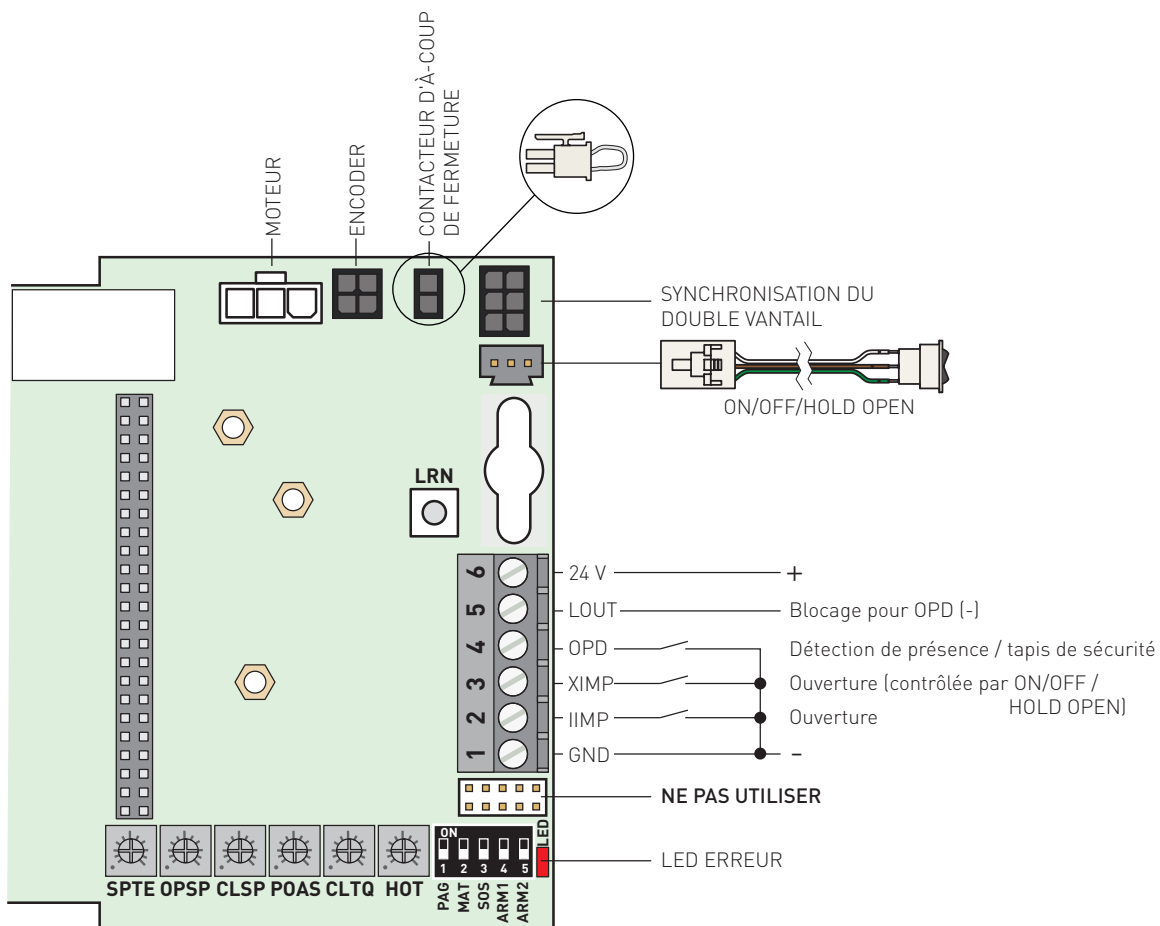 MOTEUR
ENCODER
CONTACTEUR D'À-COUP
DE FERMETURE
SYNCHRONISATION DU
DOUBLE VANTAIL
ON/OFF/HOLD OPEN
LRN
6
24 V
+
5
LOUT
Blocage pour OPD (-)
4
OPD
Détection de présence / tapis de sécurité
3
XIMP
Ouverture (contrôlée par ON/OFF /
HOLD OPEN)
2
IIMP
Ouverture
1
GND
–
NE PAS UTILISER
LED
LED ERREUR
ON
1 2 3 4 5
SPTE OPSP CLSP POAS CLTQ HOT
PAG
MAT
SOS
ARM1
ARM2